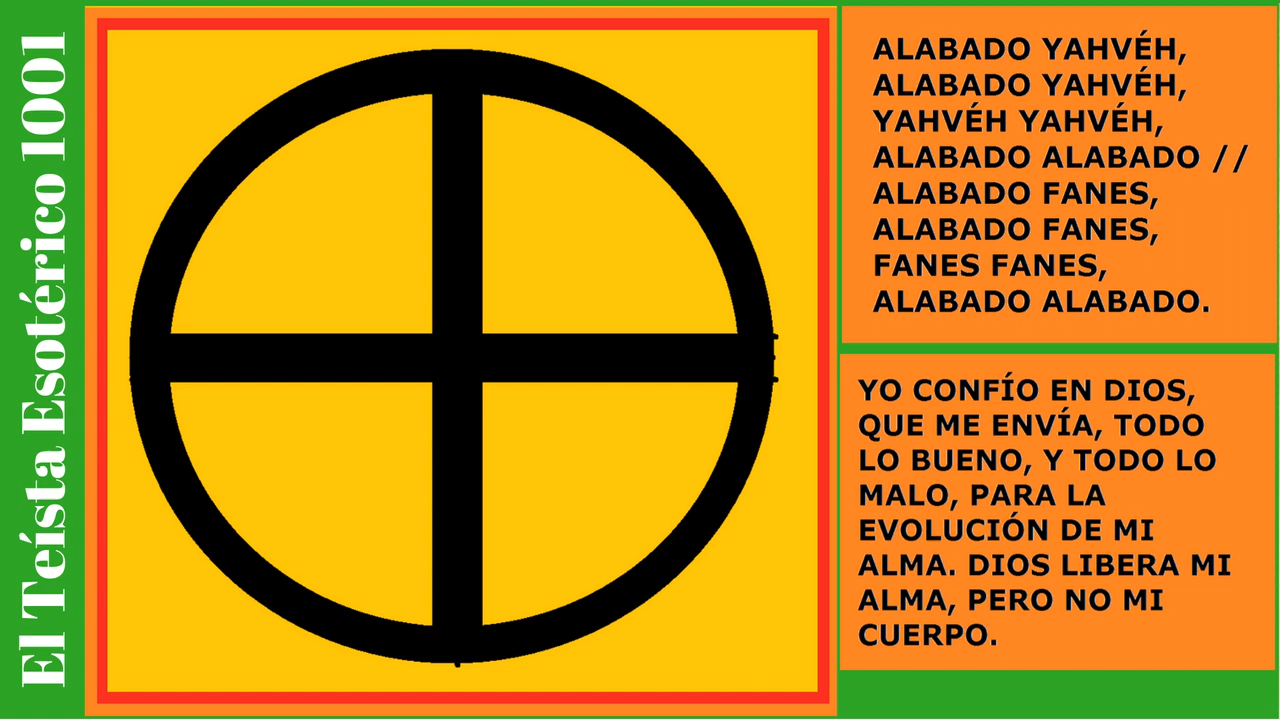 El Teísta Esotérico 1001
ALABADO YAHVÉH,
ALABADO YAHVÉH,
YAHVÉH YAHVÉH,
ALABADO ALABADO //
ALABADO FANES,
ALABADO FANES,
FANES FANES,
ALABADO ALABADO.
YO CONFÍO EN DIOS,
QUE ME ENVÍA, TODO
LO BUENO, Y TODO LO
MALO, PARA LA
EVOLUCIÓN DE MI
ALMA. DIOS LIBERA MI
ALMA, PERO NO MI
CUERPO.